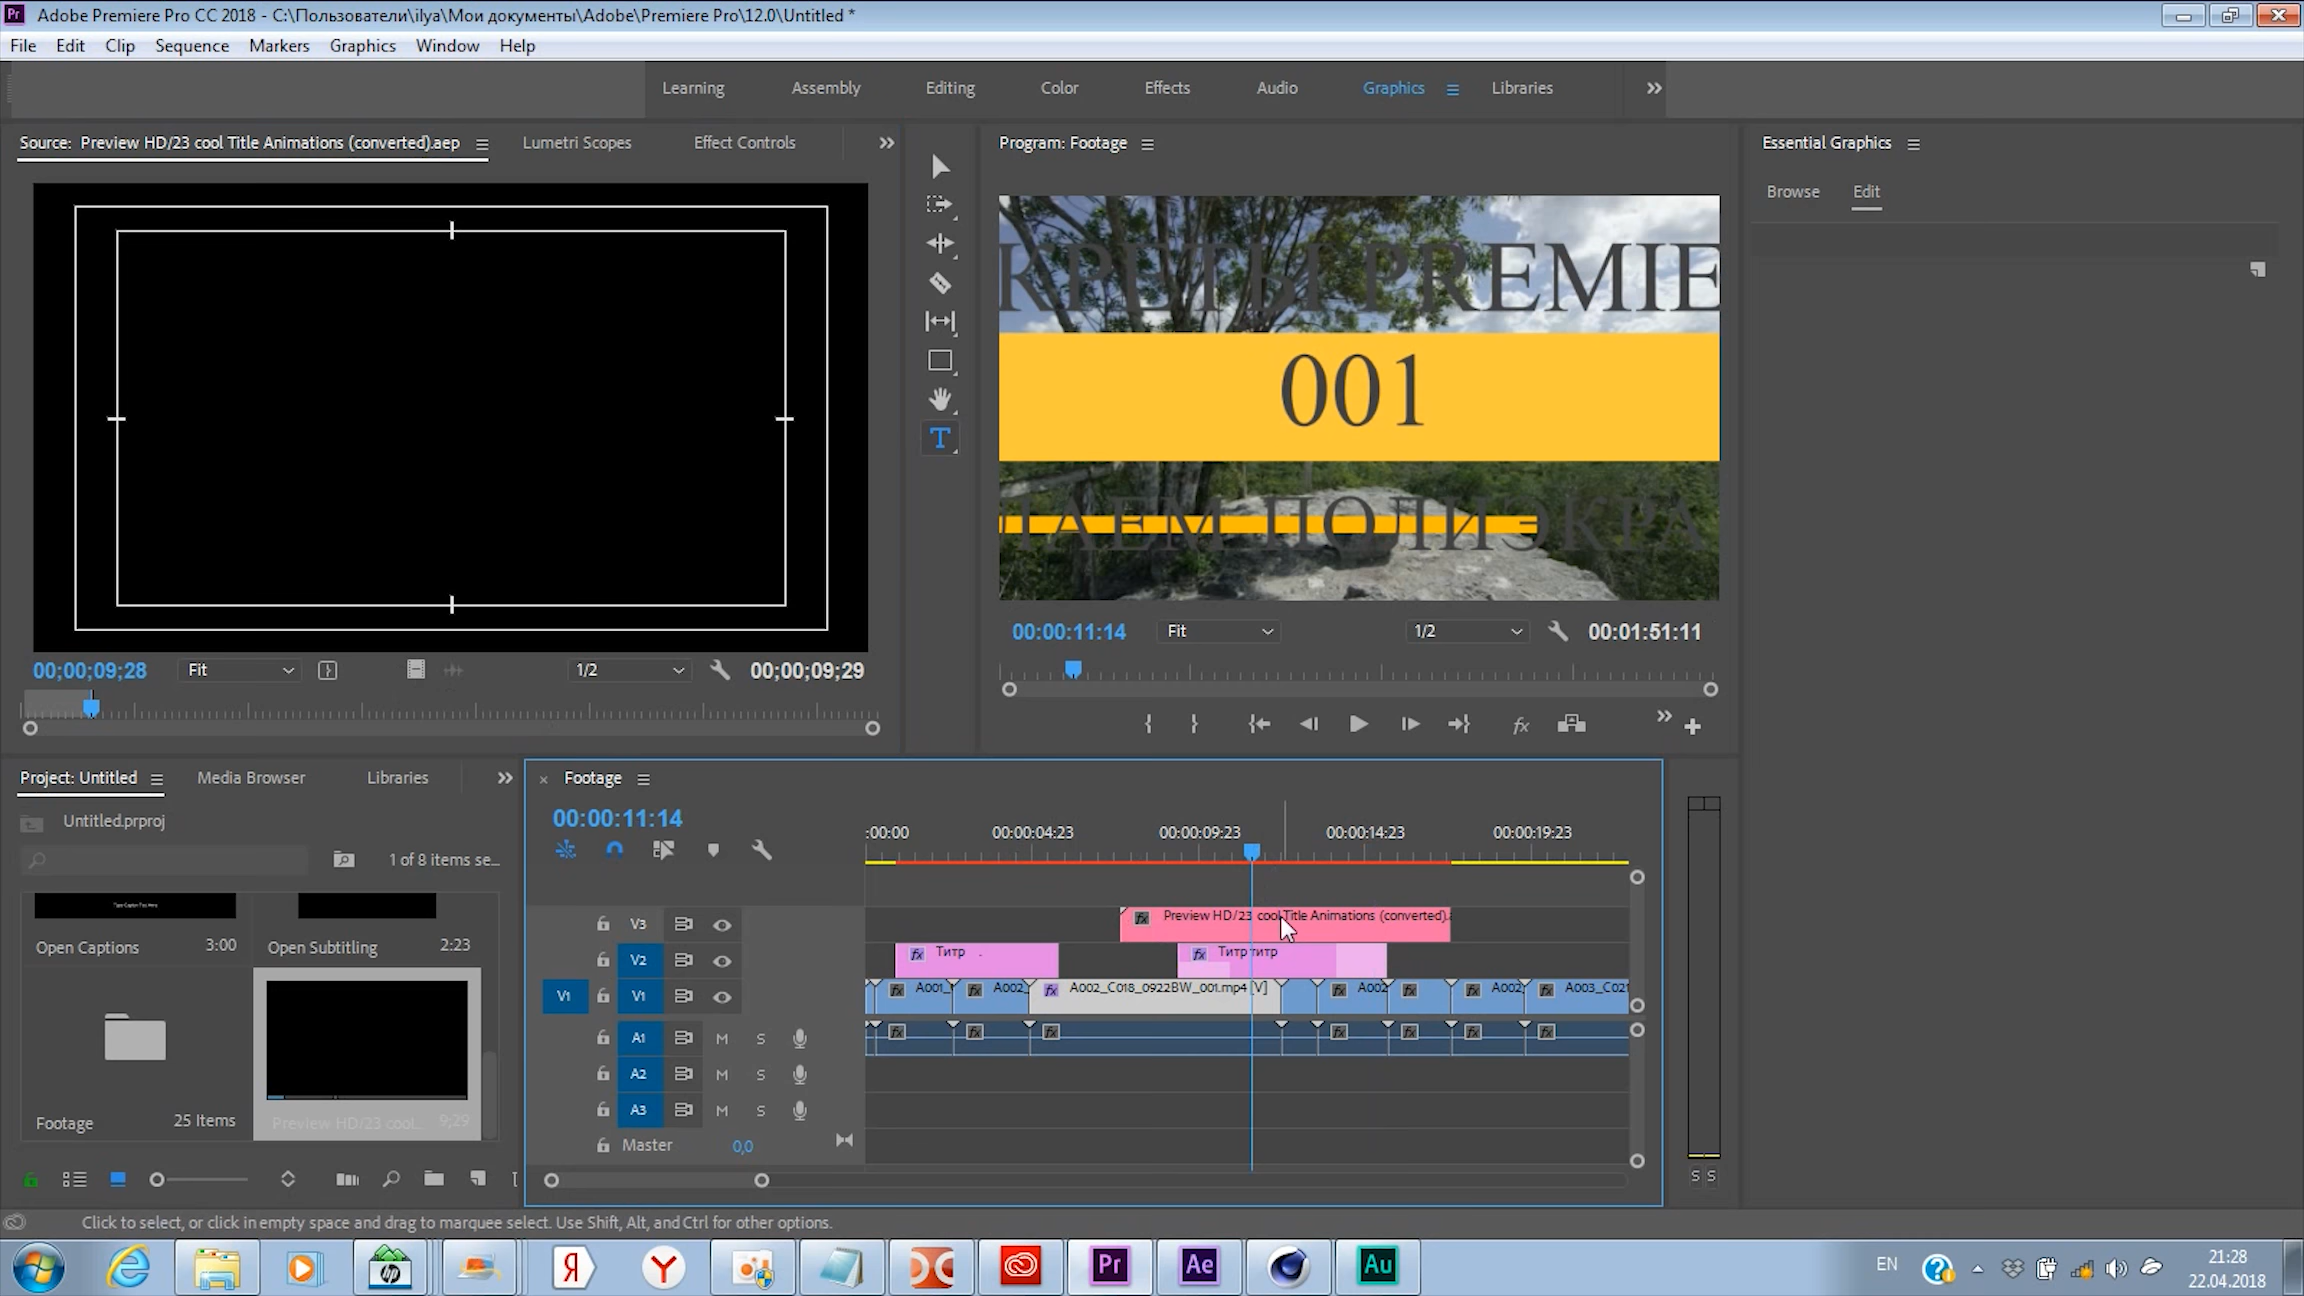 Adobe Premiere Pro CC 2018 - C:\Пользователи\ilya\Мои документы\Adobe\Premiere Pro\12.0\Untitled *
File Edit Clip Sequence Markers Graphics Window Help
Learning Assembly Editing Color Effects Audio Graphics Libraries
Source: Preview HD/23 cool Title Animations (converted).aep Lumetri Scopes Effect Controls
Program: Footage
Essential Graphics
Browse Edit
КРЕТЫ PREMIE
001
ЛАЕМ ПОЛИЭКРА
00:00:11:14 Fit 1/2 00:01:51:11
00;00;09;28 Fit 1/2 00;00;09;29
Project: Untitled Media Browser Libraries
Untitled.prproj
1 of 8 items se...
Open Captions 3:00
Open Subtitling 2:23
Footage 25 Items
Preview HD/23 cool... 9;29
Footage
00:00:11:14
:00:00 00:00:04:23 00:00:09:23 00:00:14:23 00:00:19:23
V3 Preview HD/23 cool Title Animations (converted).a
V2 Титр Титр титр
V1 V1 A001_ A002_ A002_C018_0922BW_001.mp4 [V] A002 A002_ A003_C021
A1 M S
A2 M S
A3 M S
Master 0,0
S S
Click to select, or click in empty space and drag to marquee select. Use Shift, Alt, and Ctrl for other options.
EN
21:28
22.04.2018